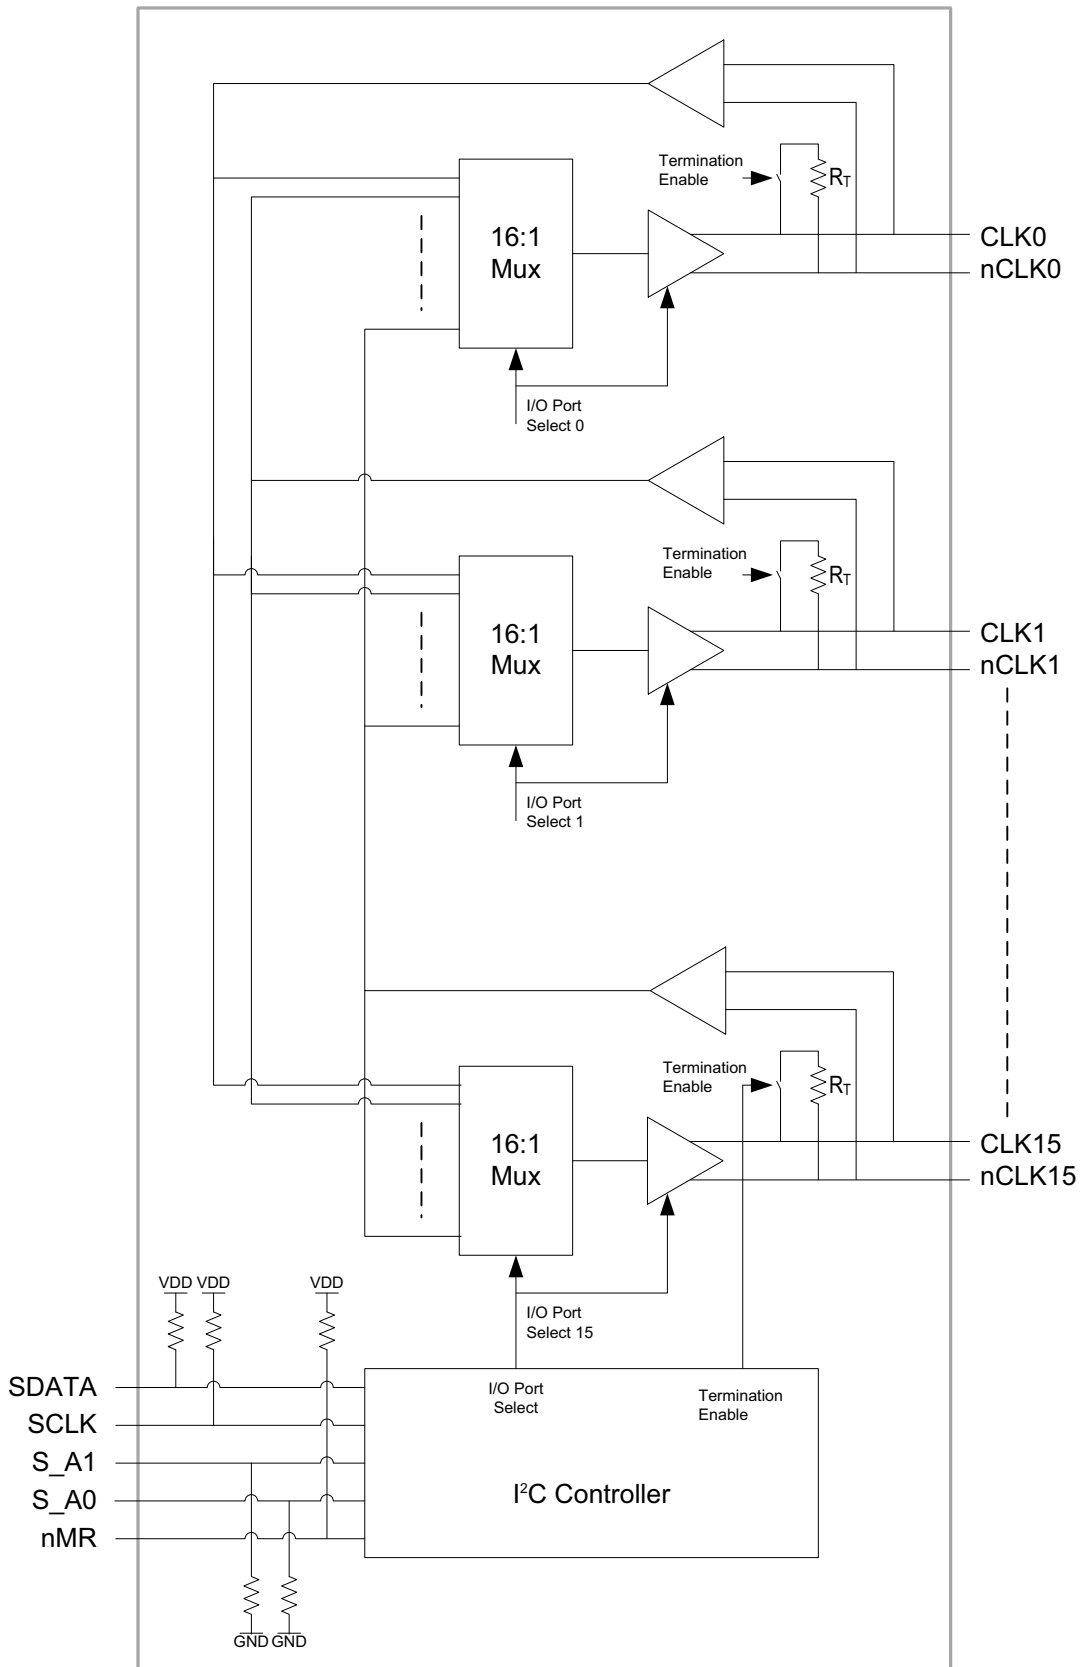 Termination
Enable
RT
16:1
Mux
CLK0
nCLK0
I/O Port
Select 0
Termination
Enable
RT
16:1
Mux
CLK1
nCLK1
I/O Port
Select 1
Termination
Enable
RT
16:1
Mux
CLK15
nCLK15
VDD VDD VDD
I/O Port
Select 15
SDATA
SCLK
S_A1
S_A0
nMR
I/O Port
Select
Termination
Enable
I²C Controller
GND GND